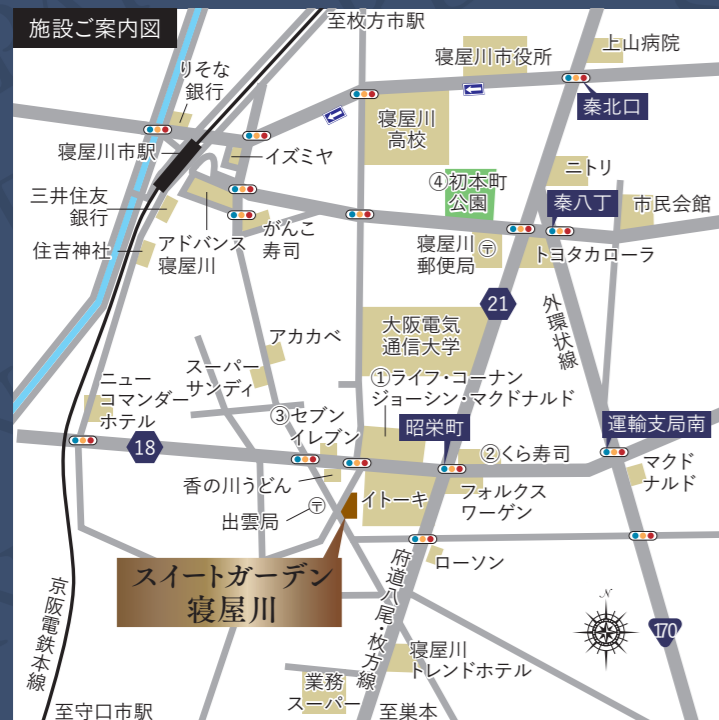 施設ご案内図
至枚方市駅
上山病院
寝屋川市役所
りそな
銀行
秦北口
寝屋川
高校
寝屋川市駅
イズミヤ
ニトリ
④初本町
公園
三井住友
銀行
秦八丁
市民会館
がんこ
寿司
アドバンス
寝屋川
住吉神社
寝屋川
郵便局
〒
トヨタカローラ
21
外環状線
大阪電気
通信大学
アカカベ
スーパー
サンディ
①ライフ・コーナン
ジョーシン・マクドナルド
ニュー
コマンダー
ホテル
③セブン
イレブン
昭栄町
運輸支局南
18
②くら寿司
マクド
ナルド
香の川うどん
イトーキ
フォルクス
ワーゲン
出雲局
〒
ローソン
スイートガーデン
寝屋川
府道八尾・枚方線
京阪電鉄本線
N
170
寝屋川
トレンドホテル
業務
スーパー
至守口市駅
至巣本